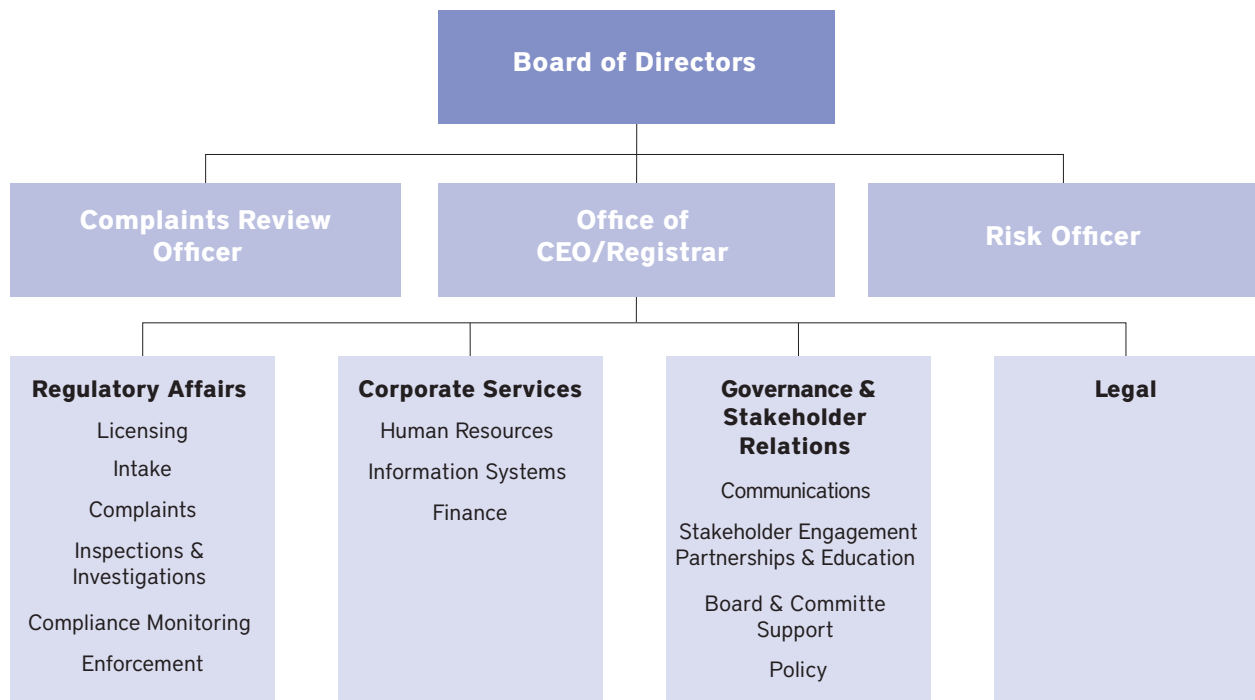 Board of Directors
Complaints Review
Officer
Office of
CEO/Registrar
Risk Officer
Regulatory Affairs
Licensing
Intake
Complaints
Inspections &
Investigations
Compliance Monitoring
Enforcement
Corporate Services
Human Resources
Information Systems
Finance
Governance &
Stakeholder
Relations
Communications
Stakeholder Engagement
Partnerships & Education
Board & Committe
Support
Policy
Legal